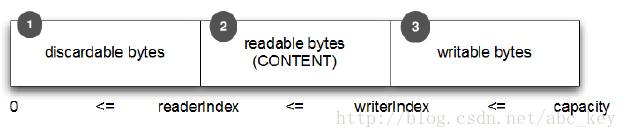 1
2
3
discardable bytes
readable bytes
(CONTENT)
writable bytes
0 <= readerIndex <= writerIndex <= capacity
http://blog.csdn.net/abc_key